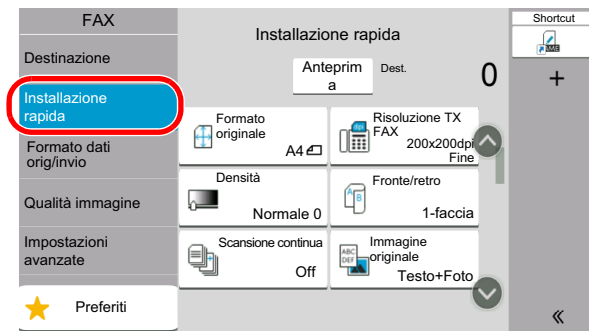 FAX
Destinazione
Installazione
rapida
Formato dati
orig/invio
Qualità immagine
Impostazioni
avanzate
Preferiti
Installazione rapida
Anteprim
a
Dest.
0
Formato
originale
A4
Risoluzione TX
FAX
200x200dpi
Fine
Densità
Normale 0
Fronte/retro
1-faccia
Scansione continua
Off
Immagine
originale
Testo+Foto
1
Shortcut
+
«